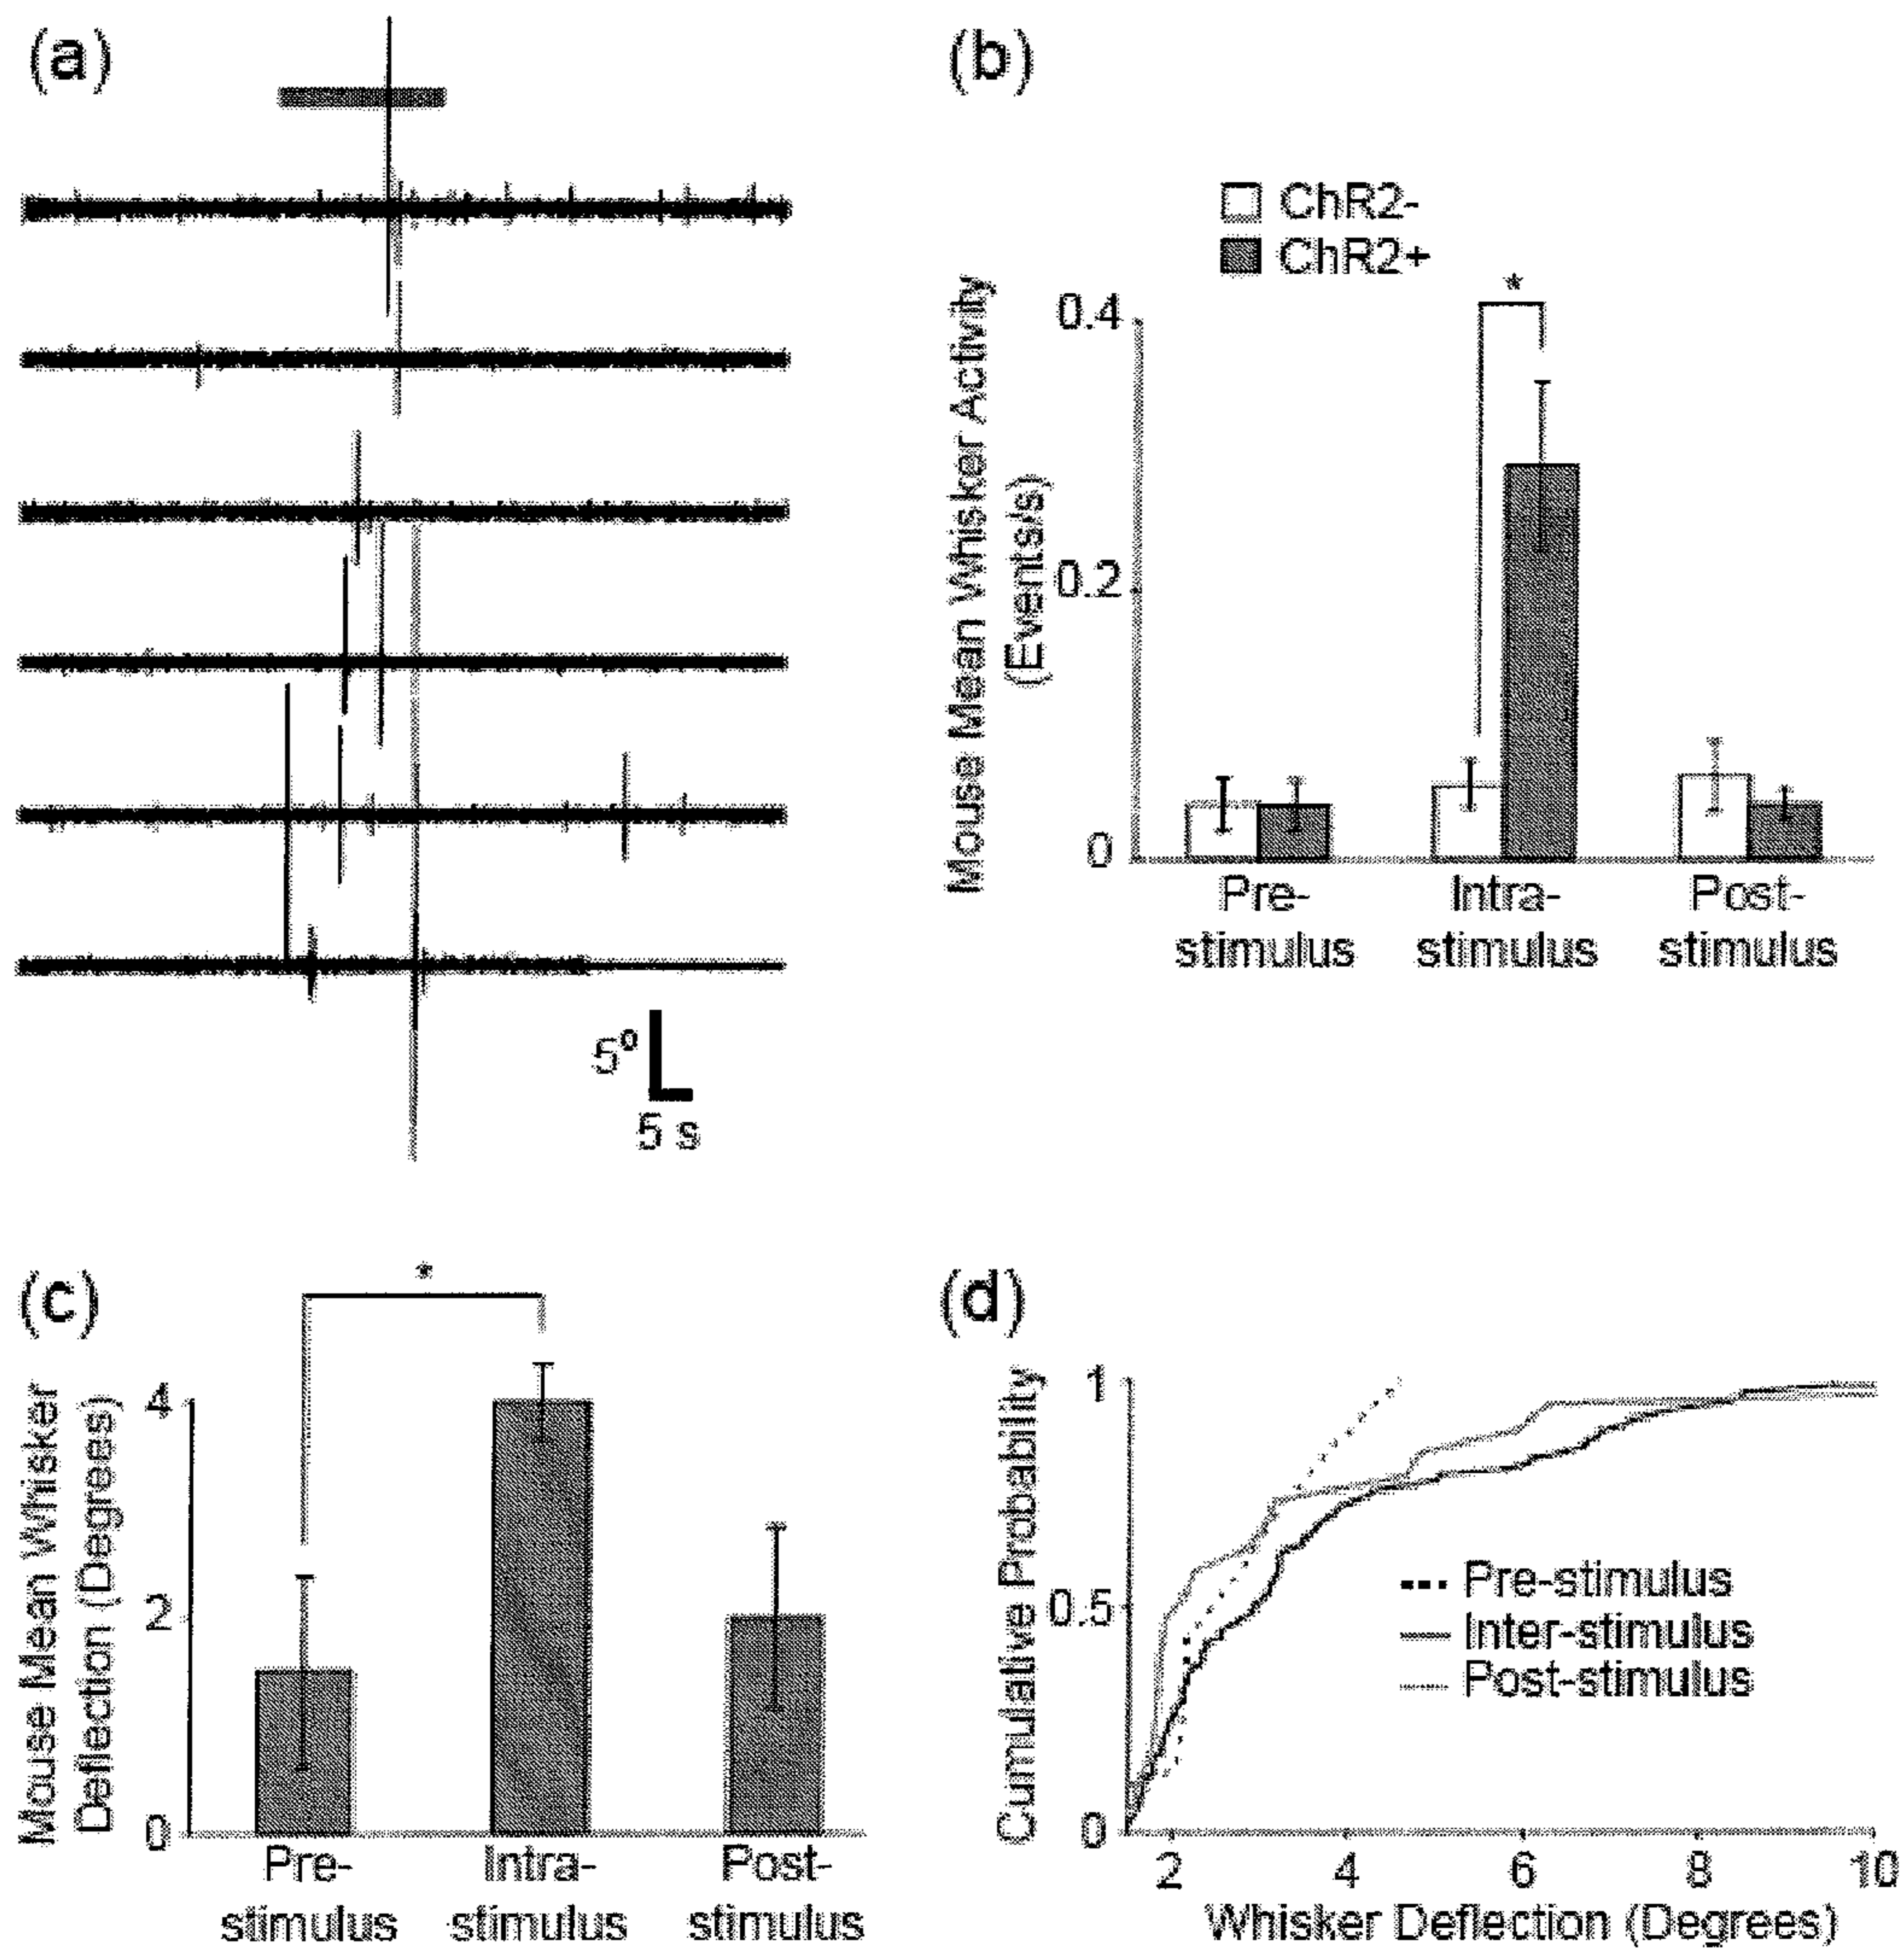 (a)
5°
5 s
(b)
ChR2-
ChR2+
*
Mouse Mean Whisker Activity
(Events/s)
0.4
0.2
0
Pre-
stimulus
Intra-
stimulus
Post-
stimulus
(c)
*
Mouse Mean Whisker
Deflection (Degrees)
4
2
0
Pre-
stimulus
Intra-
stimulus
Post-
stimulus
(d)
Cumulative Probability
1
0.5
0
Pre-stimulus
Inter-stimulus
Post-stimulus
2 4 6 8 10
Whisker Deflection (Degrees)